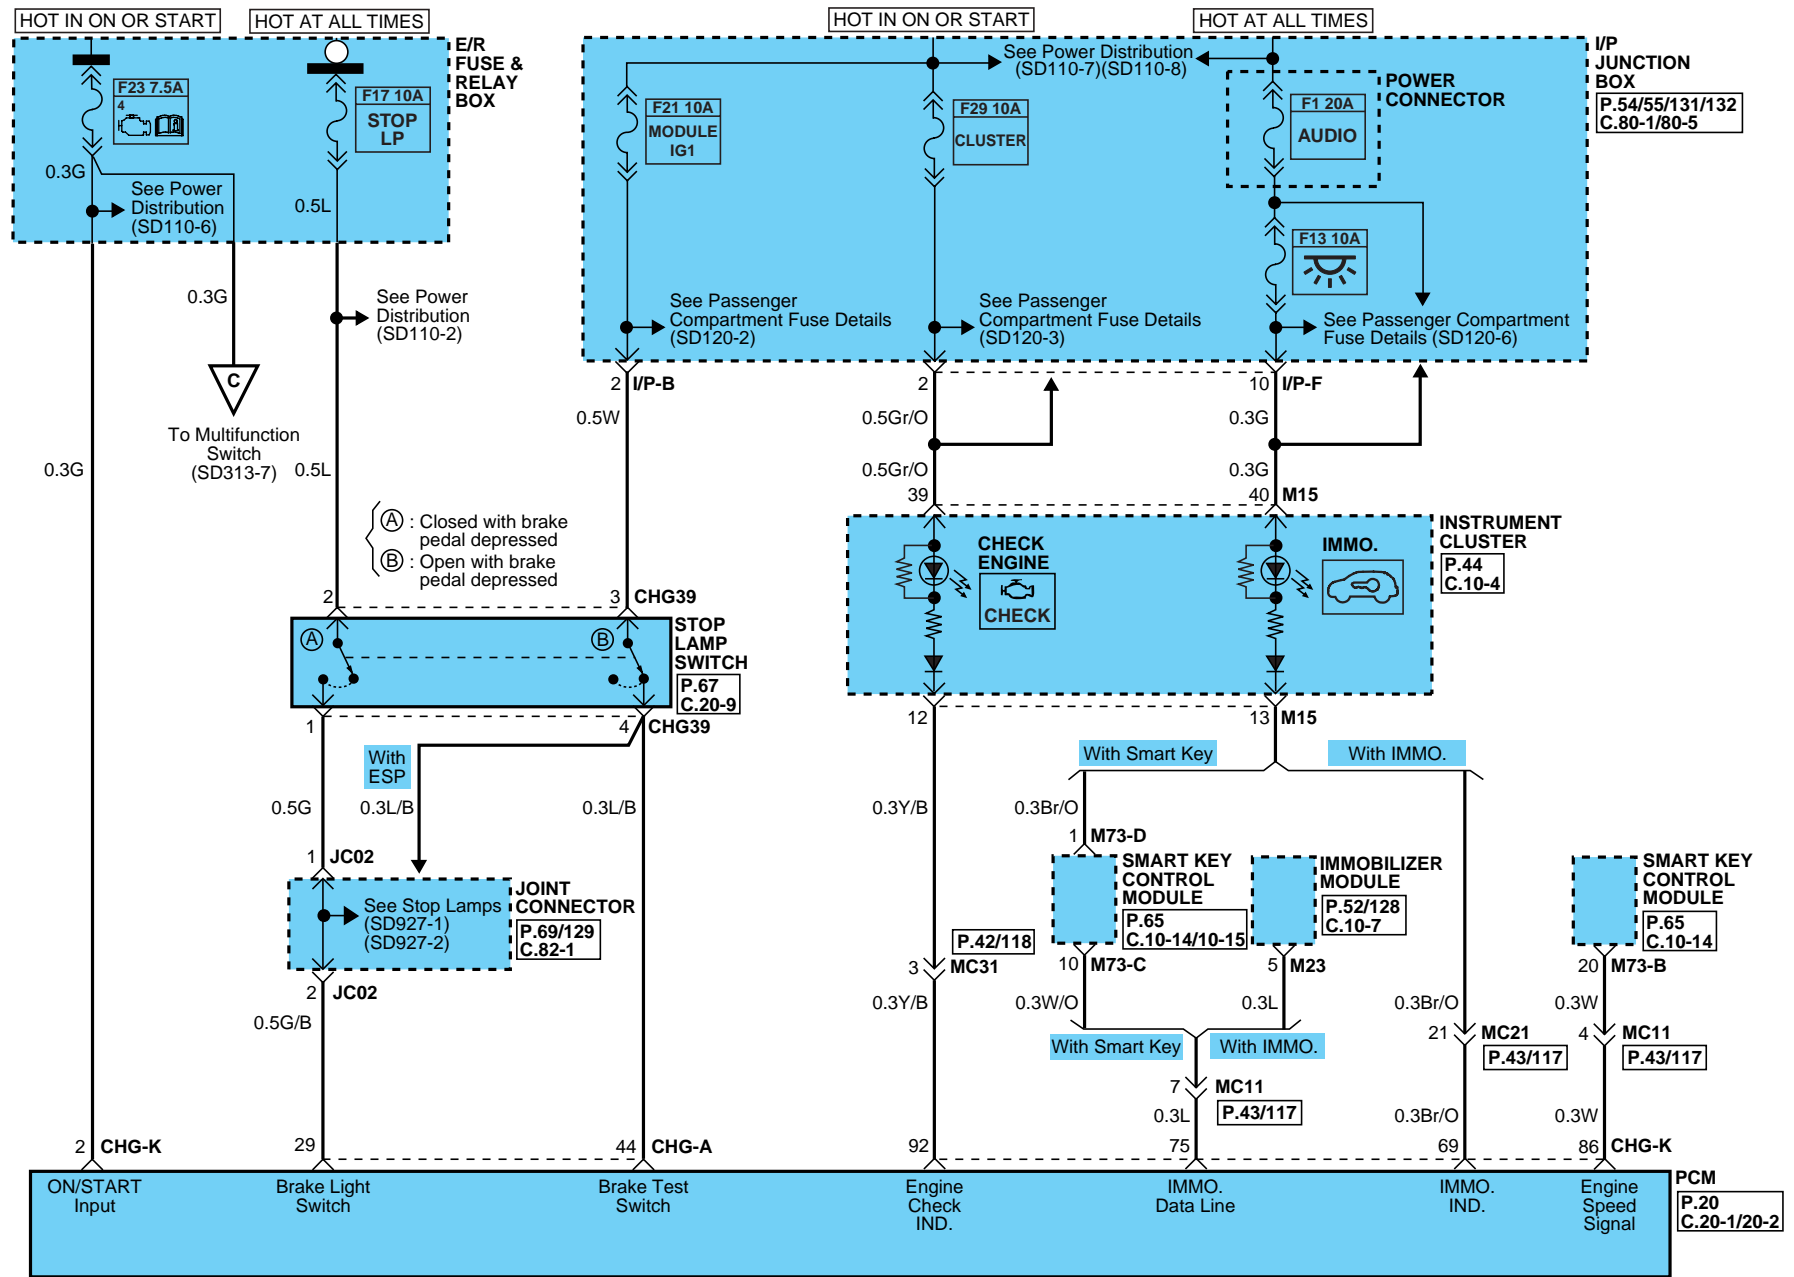 HOT IN ON OR START
HOT AT ALL TIMES
HOT IN ON OR START
HOT AT ALL TIMES
E/R
FUSE &
RELAY
BOX
F23 7.5A
4
F17 10A
STOP
LP
0.3G
See Power
Distribution
(SD110-6)
0.5L
See Power Distribution
(SD110-7)(SD110-8)
I/P
JUNCTION
BOX
P.54/55/131/132
C.80-1/80-5
POWER
CONNECTOR
F21 10A
MODULE
IG1
F29 10A
CLUSTER
F1 20A
AUDIO
F13 10A
0.3G
See Power
Distribution
(SD110-2)
See Passenger
Compartment Fuse Details
(SD120-2)
See Passenger
Compartment Fuse Details
(SD120-3)
See Passenger Compartment
Fuse Details (SD120-6)
C
To Multifunction
Switch
(SD313-7)
2 I/P-B
2
10 I/P-F
0.5W
0.5Gr/O
0.3G
0.3G
0.5L
0.5Gr/O
0.3G
39
40 M15
A : Closed with brake
pedal depressed
B : Open with brake
pedal depressed
INSTRUMENT
CLUSTER
P.44
C.10-4
CHECK
ENGINE
CHECK
IMMO.
2
3 CHG39
A
B
STOP
LAMP
SWITCH
P.67
C.20-9
1
4 CHG39
12
13 M15
With
ESP
With Smart Key
With IMMO.
0.5G
0.3L/B
0.3L/B
0.3Y/B
0.3Br/O
1 JC02
1 M73-D
JOINT
CONNECTOR
P.69/129
C.82-1
See Stop Lamps
(SD927-1)
(SD927-2)
SMART KEY
CONTROL
MODULE
P.65
C.10-14/10-15
IMMOBILIZER
MODULE
P.52/128
C.10-7
SMART KEY
CONTROL
MODULE
P.65
C.10-14
P.42/118
3 MC31
10 M73-C
5 M23
20 M73-B
2 JC02
0.5G/B
0.3Y/B
0.3W/O
0.3L
0.3Br/O
0.3W
With Smart Key
With IMMO.
21 MC21
P.43/117
4 MC11
P.43/117
7 MC11
P.43/117
0.3L
0.3Br/O
0.3W
2 CHG-K
29
44 CHG-A
92
75
69
86 CHG-K
ON/START
Input
Brake Light
Switch
Brake Test
Switch
Engine
Check
IND.
IMMO.
Data Line
IMMO.
IND.
Engine
Speed
Signal
PCM
P.20
C.20-1/20-2